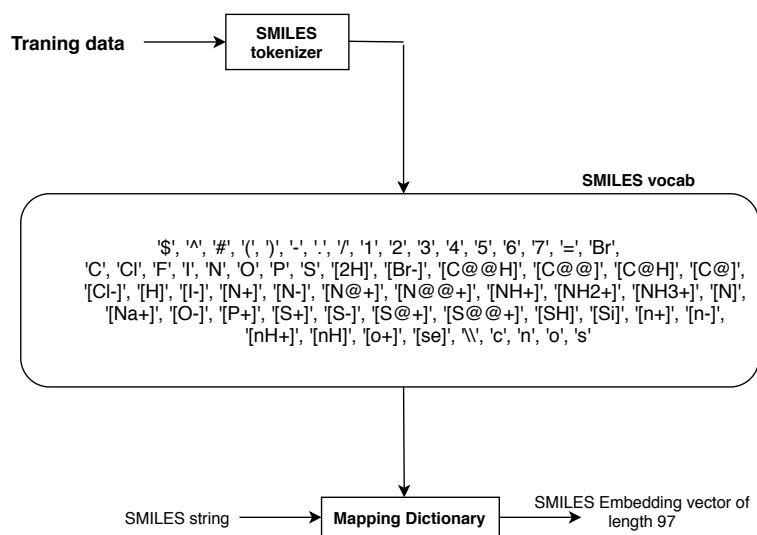 Traning data
SMILES
tokenizer
SMILES vocab
'$', '^', '#', '(', ')', '-', '.', '/', '1', '2', '3', '4', '5', '6', '7', '=', 'Br',
'C', 'Cl', 'F', 'I', 'N', 'O', 'P', 'S', '[2H]', '[Br-]', '[C@@H]', '[C@@]', '[C@H]', '[C@]',
'[Cl-]', '[H]', '[I-]', '[N+]', '[N-]', '[N@+]', '[N@@+]', '[NH+]', '[NH2+]', '[NH3+]', '[N]',
'[Na+]', '[O-]', '[P+]', '[S+]', '[S-]', '[S@+]', '[S@@+]', '[SH]', '[Si]', '[n+]', '[n-]',
'[nH+]', '[nH]', '[o+]', '[se]', '\\', 'c', 'n', 'o', 's'
SMILES string
Mapping Dictionary
SMILES Embedding vector of
length 97